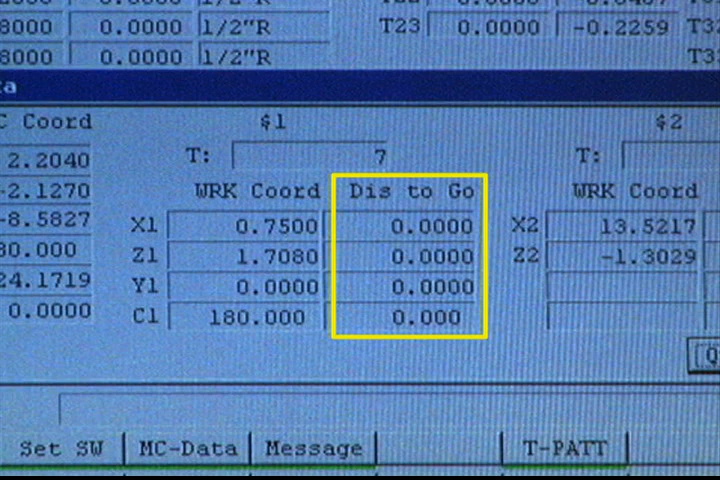 8000 0.0000 1/2"R T23 0.0000 -0.2259 T3
8000 0.0000 1/2"R T3
C Coord $1 $2
2.2040 T: 7 T:
-2.1270 WRK Coord Dis to Go WRK Coord
-8.5827 X1 0.7500 0.0000 X2 13.5217
80.000 Z1 1.7080 0.0000 Z2 -1.3029
24.1719 Y1 0.0000 0.0000
0.0000 C1 180.000 0.000
Set SW MC-Data Message T-PATT